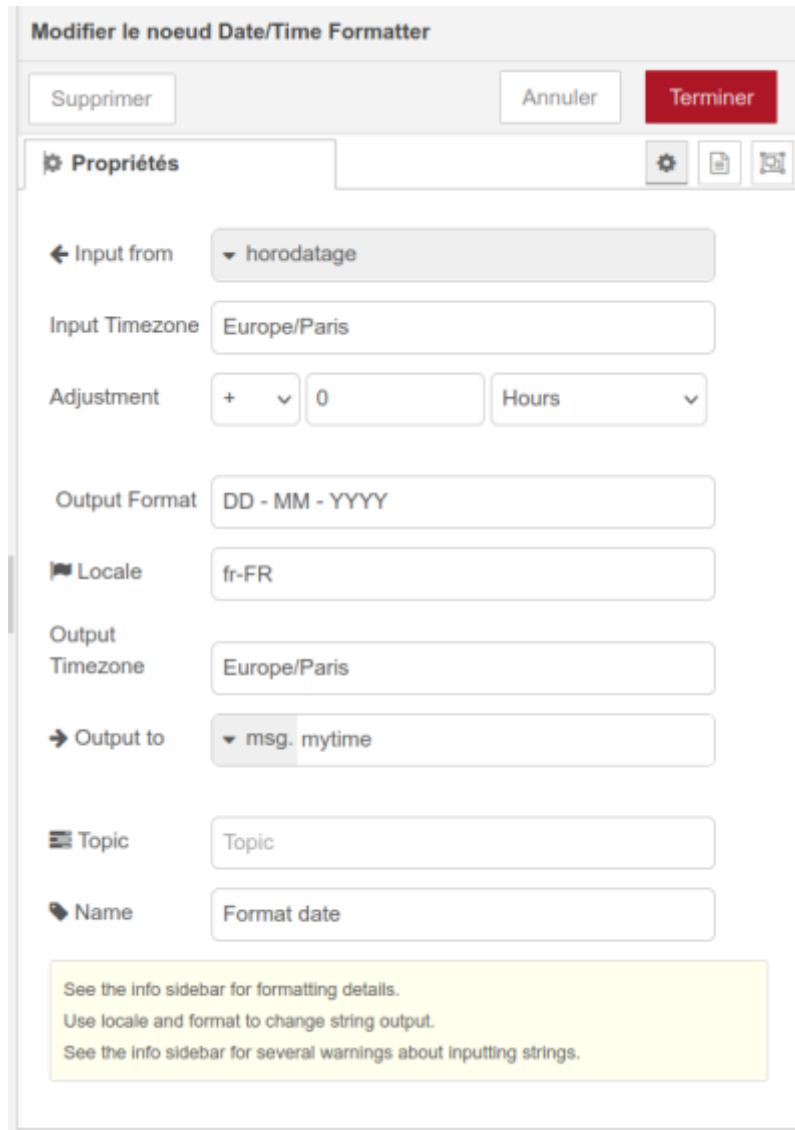 Modifier le noeud Date/Time Formatter
Supprimer
Annuler
Terminer
Propriétés
Input from
horodatage
Input Timezone
Europe/Paris
Adjustment
+
0
Hours
Output Format
DD - MM - YYYY
Locale
fr-FR
Output
Timezone
Europe/Paris
Output to
msg. mytime
Topic
Topic
Name
Format date
See the info sidebar for formatting details.
Use locale and format to change string output.
See the info sidebar for several warnings about inputting strings.